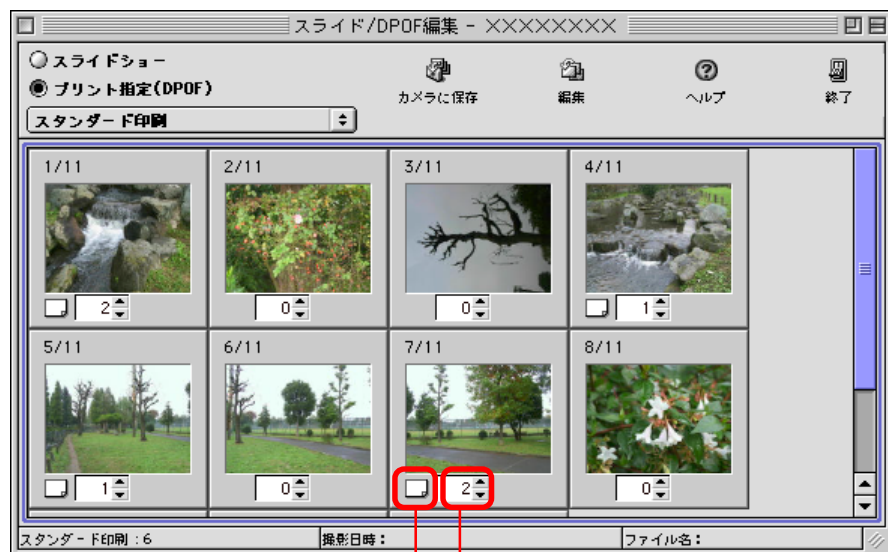 スライド/DPOF編集 - XXXXXXXX
スライドショー
プリント指定(DPOF)
スタンダード印刷
カメラに保存
編集
ヘルプ
終了
1/11
2/11
3/11
4/11
2
0
0
1
5/11
6/11
7/11
8/11
1
0
2
0
スタンダード印刷:6
撮影日時:
ファイル名: